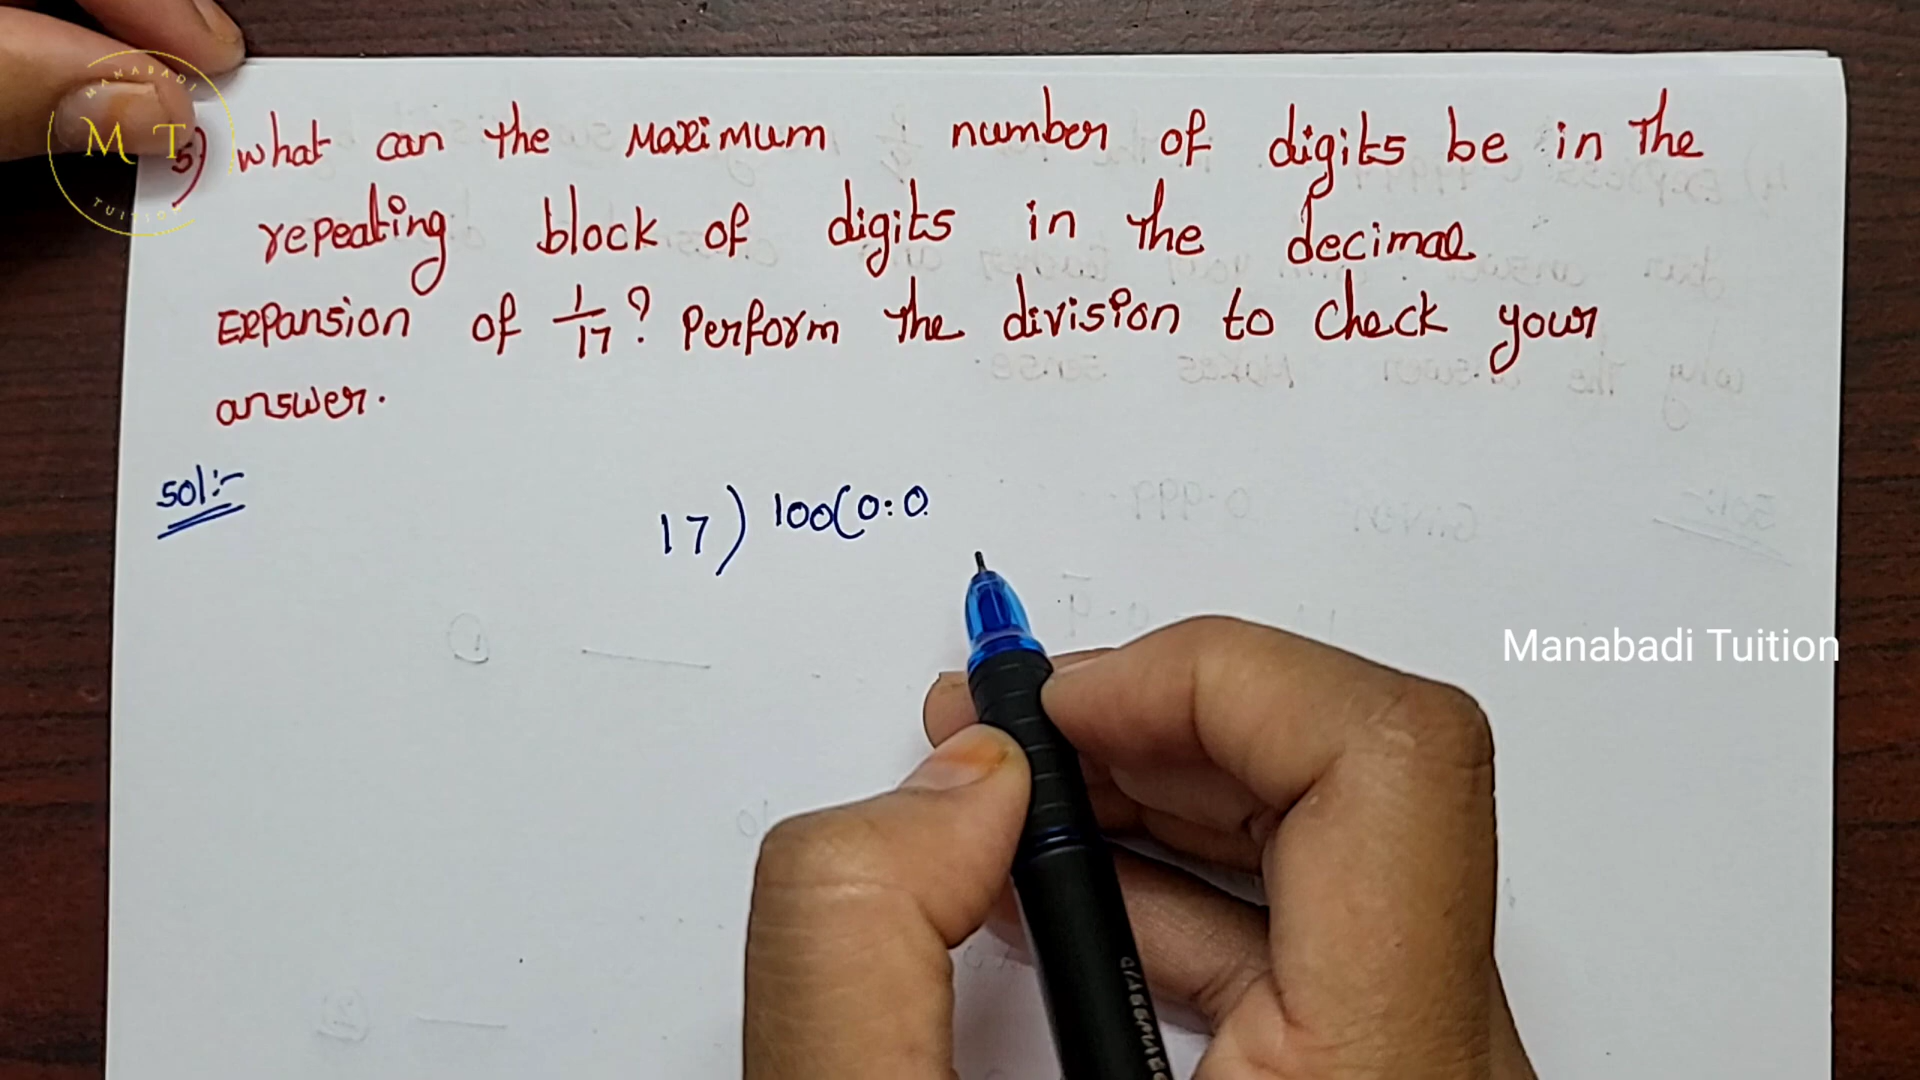 MANABADI
M T
TUITION
5) what can the Maximum number of digits be in the
repeating block of digits in the decimal
Expansion of 1/17? Perform the division to check your
answer.
Sol:-
17) 100(0.0
Manabadi Tuition